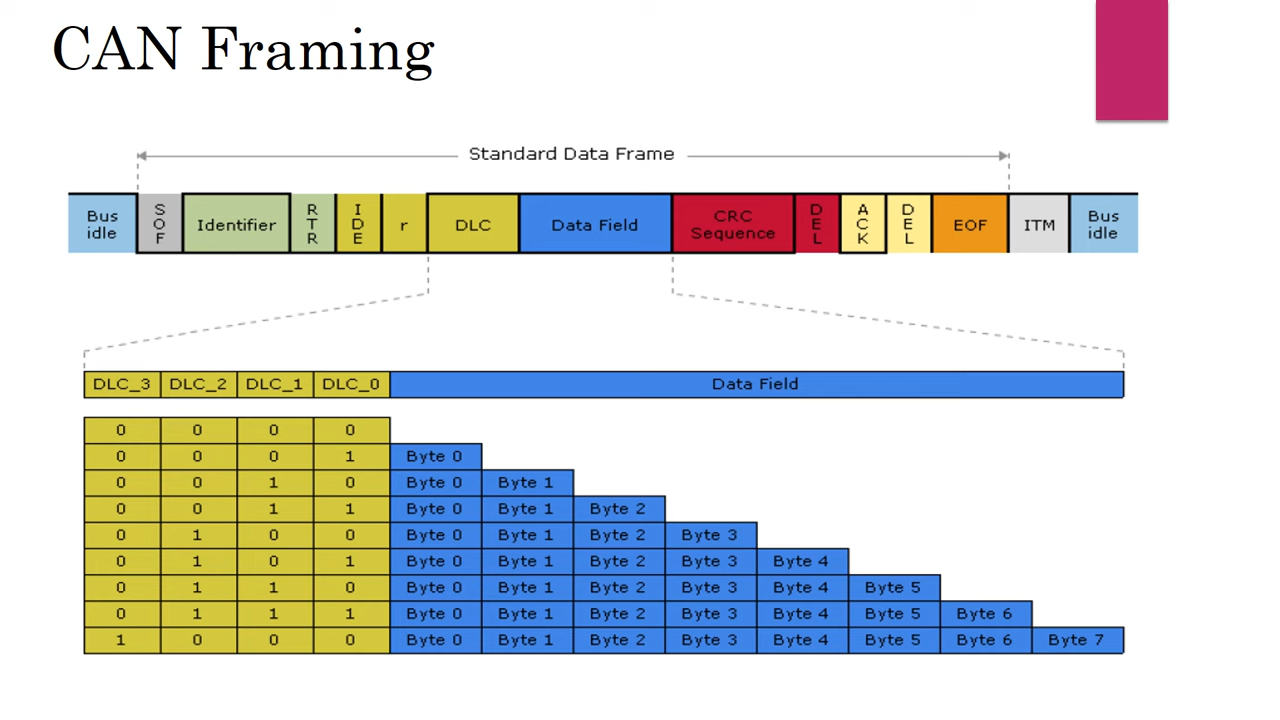 CAN Framing
Standard Data Frame
Bus idle SOF Identifier RTR IDE r DLC Data Field CRC Sequence DEL ACK DEL EOF ITM Bus idle
DLC_3 DLC_2 DLC_1 DLC_0 Data Field
0 0 0 0
0 0 0 1 Byte 0
0 0 1 0 Byte 0 Byte 1
0 0 1 1 Byte 0 Byte 1 Byte 2
0 1 0 0 Byte 0 Byte 1 Byte 2 Byte 3
0 1 0 1 Byte 0 Byte 1 Byte 2 Byte 3 Byte 4
0 1 1 0 Byte 0 Byte 1 Byte 2 Byte 3 Byte 4 Byte 5
0 1 1 1 Byte 0 Byte 1 Byte 2 Byte 3 Byte 4 Byte 5 Byte 6
1 0 0 0 Byte 0 Byte 1 Byte 2 Byte 3 Byte 4 Byte 5 Byte 6 Byte 7